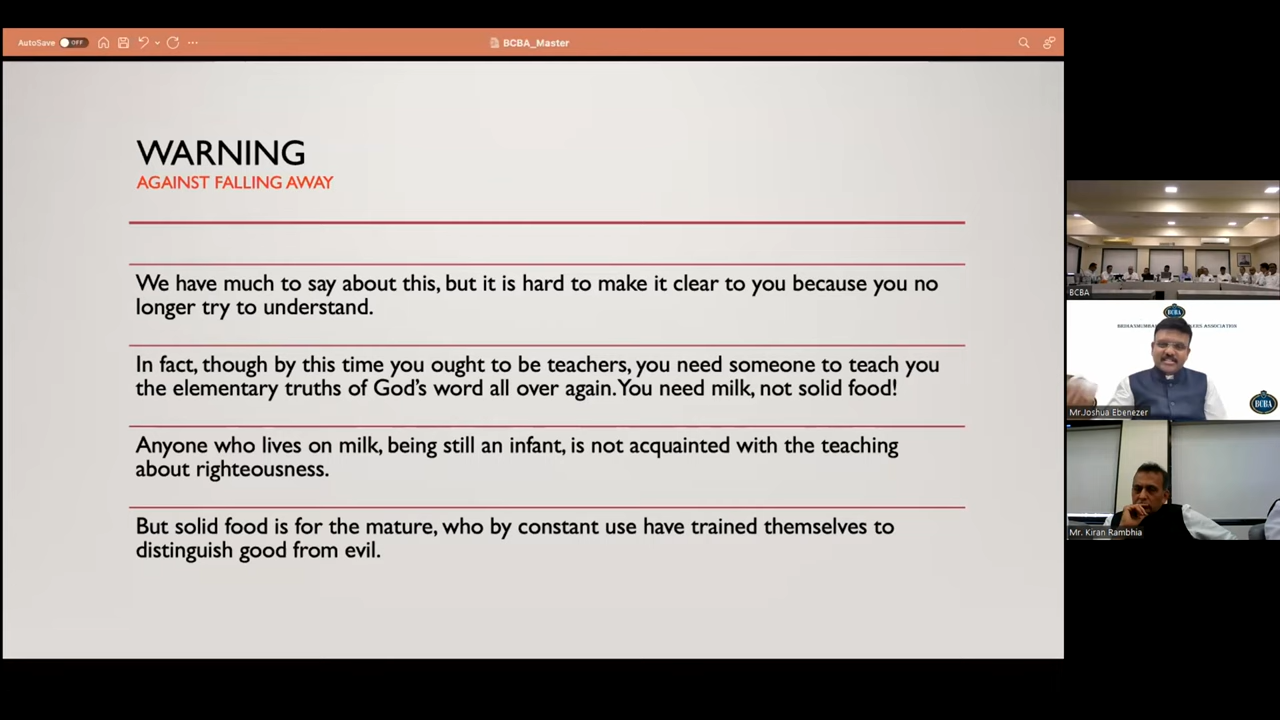 AutoSave OFF
BCBA_Master
WARNING
AGAINST FALLING AWAY
We have much to say about this, but it is hard to make it clear to you because you no
longer try to understand.
In fact, though by this time you ought to be teachers, you need someone to teach you
the elementary truths of God’s word all over again. You need milk, not solid food!
Anyone who lives on milk, being still an infant, is not acquainted with the teaching
about righteousness.
But solid food is for the mature, who by constant use have trained themselves to
distinguish good from evil.
BCBA
ASSOCIATION
BCBA
Mr.Joshua Ebenezer
Mr. Kiran Rambhia